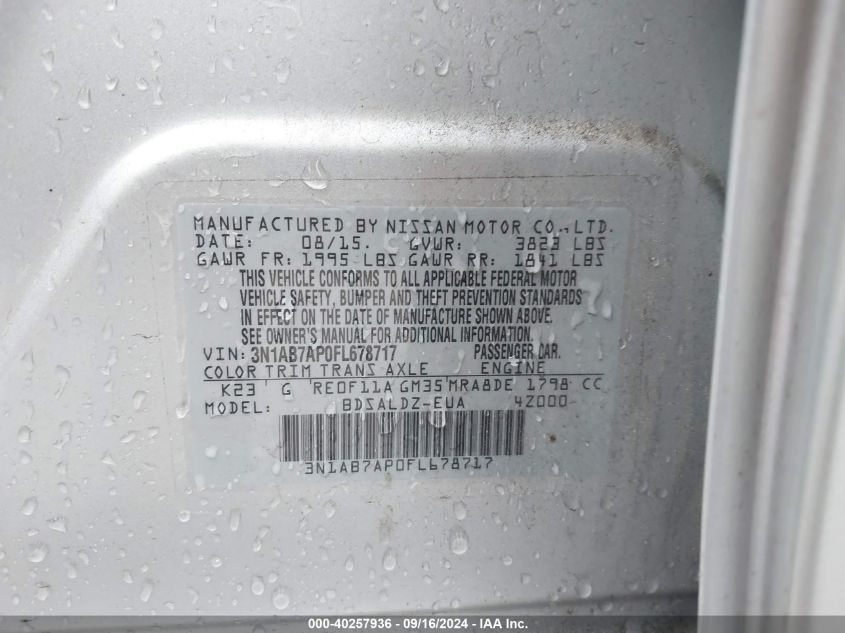 MANUFACTURED BY NISSAN MOTOR CO.,LTD.
DATE: 08/15. GVWR: 3823 LBS
GAWR FR: 1995 LBS GAWR RR: 1841 LBS
THIS VEHICLE CONFORMS TO ALL APPLICABLE FEDERAL MOTOR
VEHICLE SAFETY, BUMPER AND THEFT PREVENTION STANDARDS
IN EFFECT ON THE DATE OF MANUFACTURE SHOWN ABOVE.
SEE OWNER'S MANUAL FOR ADDITIONAL INFORMATION.
VIN: 3N1AB7AP0FL678717 PASSENGER CAR.
COLOR TRIM TRANS AXLE ENGINE
K23 G RE0F11A GM35 MRA8DE 1798 CC
MODEL: BDSALDZ-EUA 4Z000
3N1AB7AP0FL678717
000-40257936 - 09/16/2024 - IAAI.com